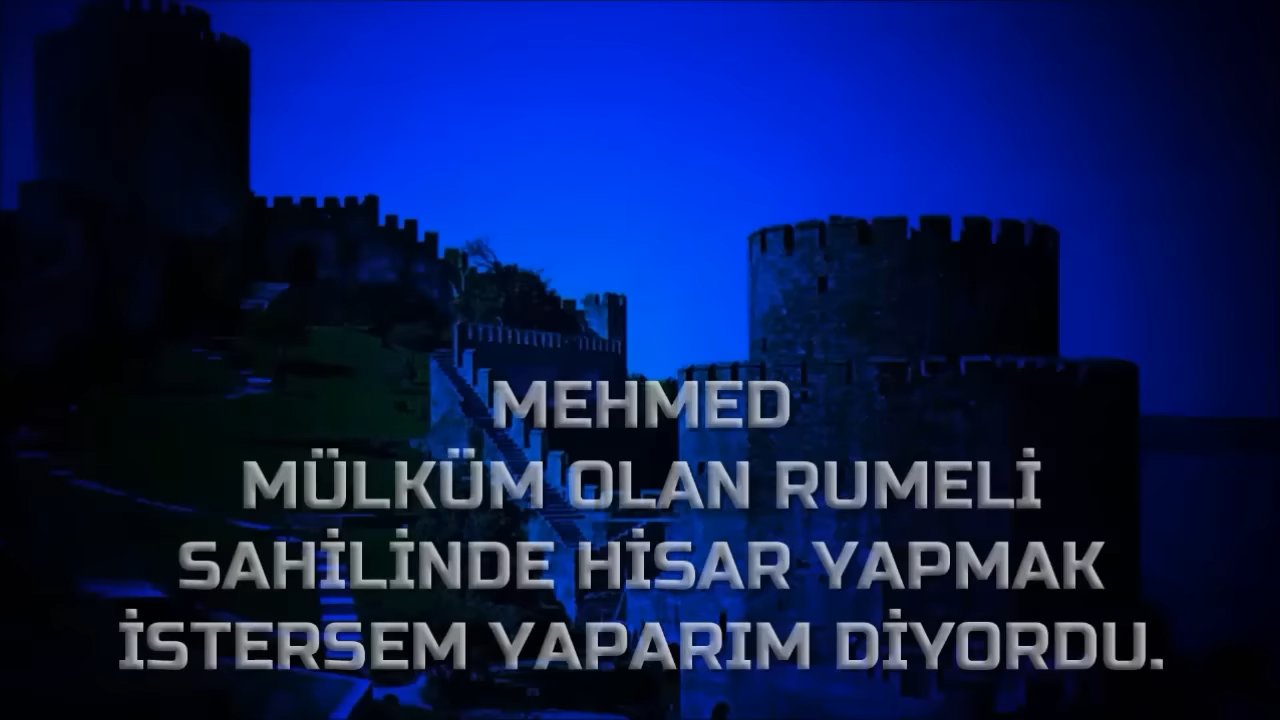 MEHMED
MÜLKÜM OLAN RUMELİ
SAHİLİNDE HİSAR YAPMAK
İSTERSEM YAPARIM DİYORDU.